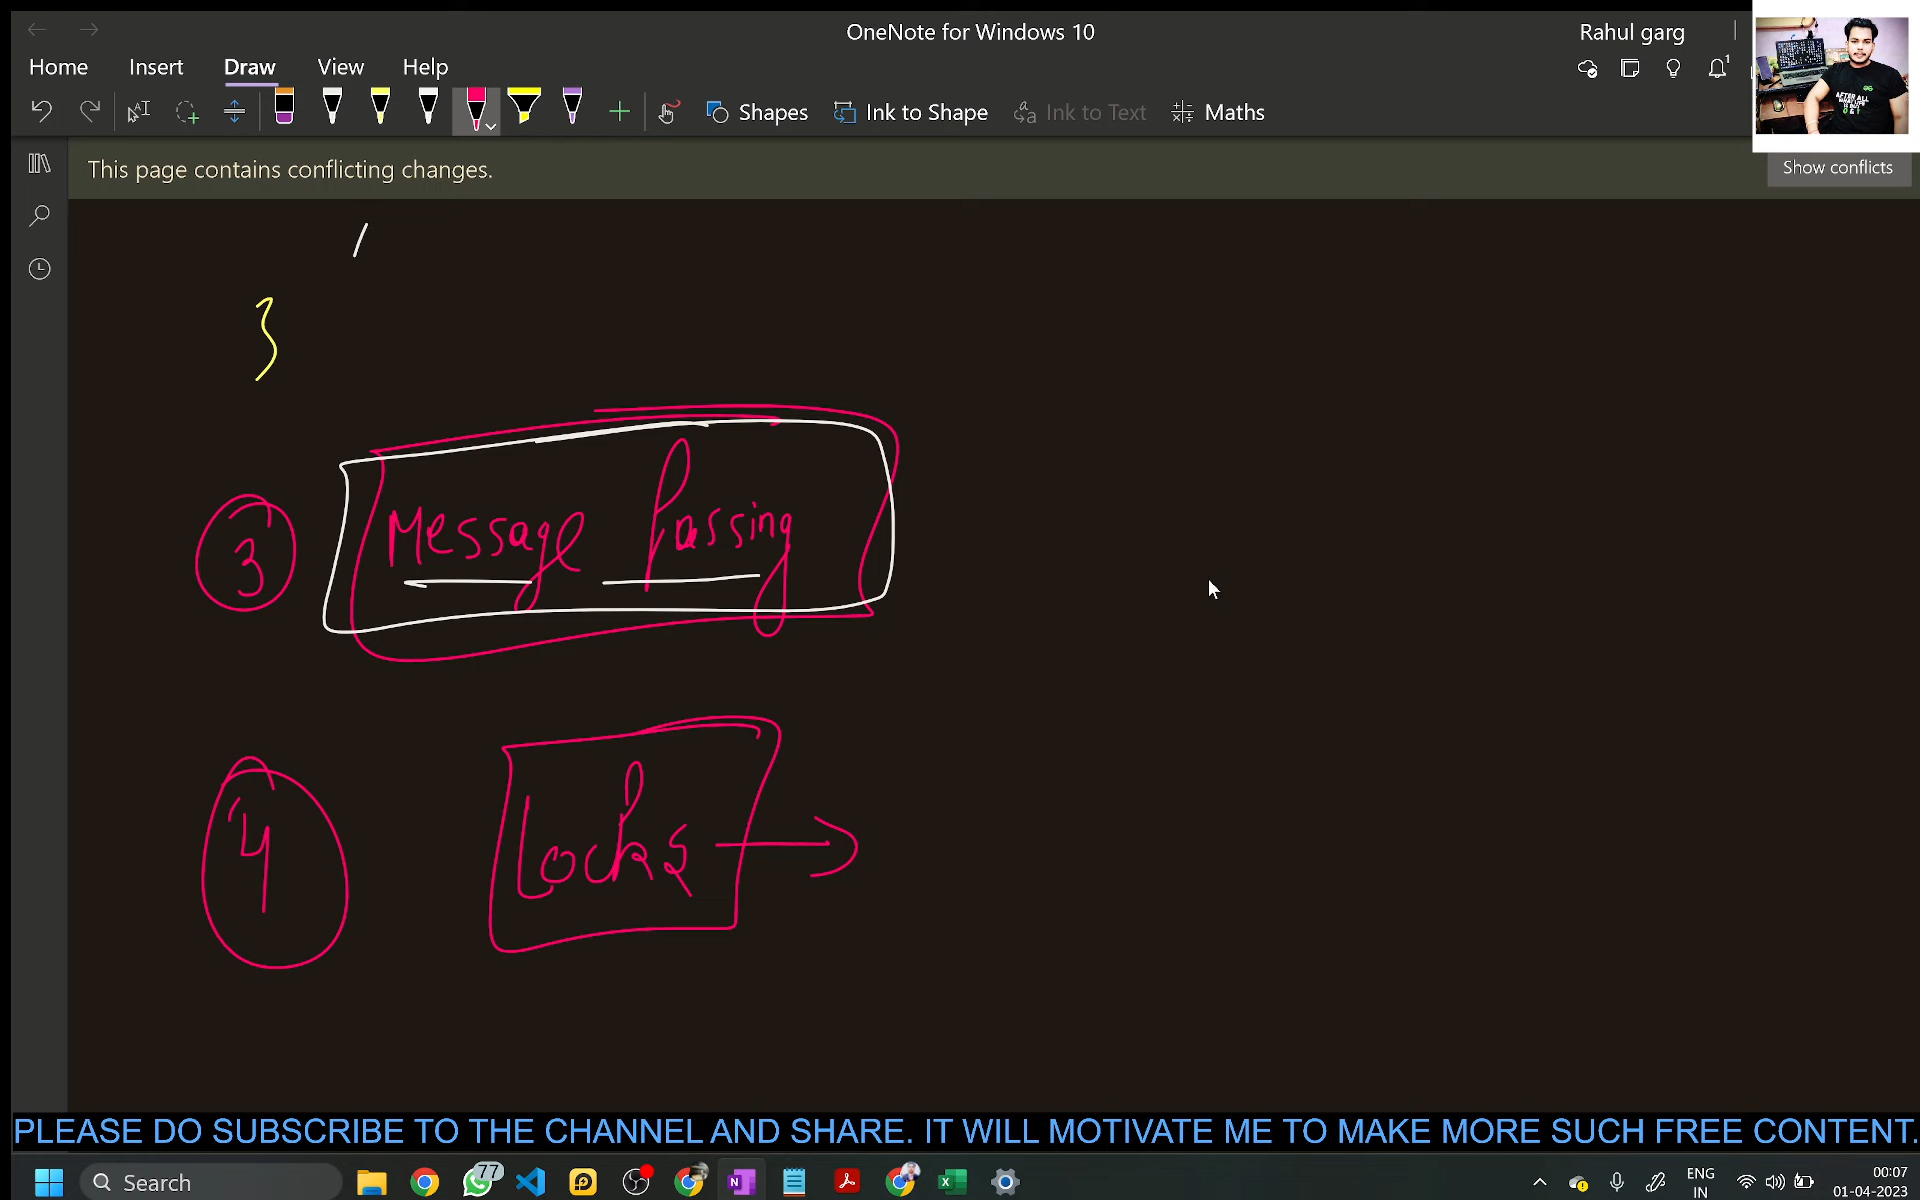 OneNote for Windows 10
Rahul garg
Home Insert Draw View Help
1
Shapes Ink to Shape Ink to Text Maths
This page contains conflicting changes.
Show conflicts
}
3 Message Passing
4 Locks →
PLEASE DO SUBSCRIBE TO THE CHANNEL AND SHARE. IT WILL MOTIVATE ME TO MAKE MORE SUCH FREE CONTENT.
Search
77
ENG
IN
00:07
01-04-2023